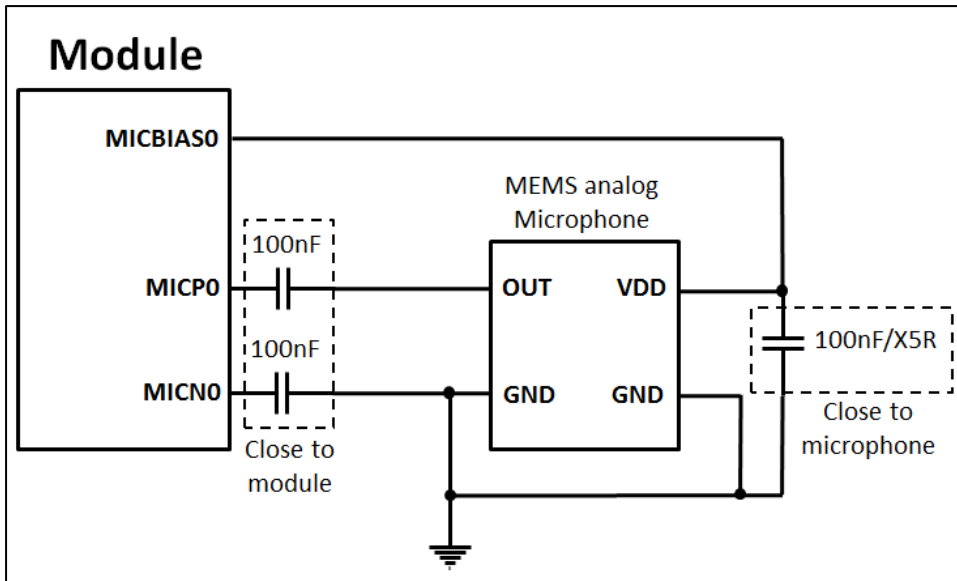 Module
MICBIAS0
MEMS analog
Microphone
100nF
MICP0
OUT
VDD
100nF/X5R
100nF
MICN0
GND
GND
Close to
module
Close to
microphone